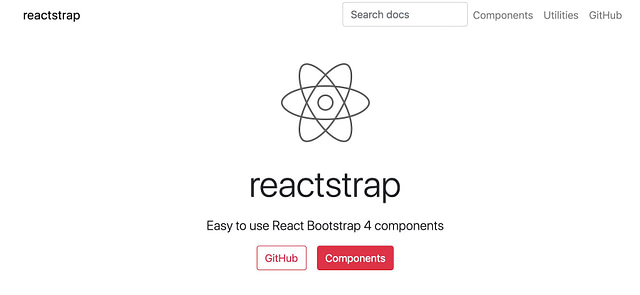 reactstrap
Search docs
Components
Utilities
GitHub
reactstrap
Easy to use React Bootstrap 4 components
GitHub
Components